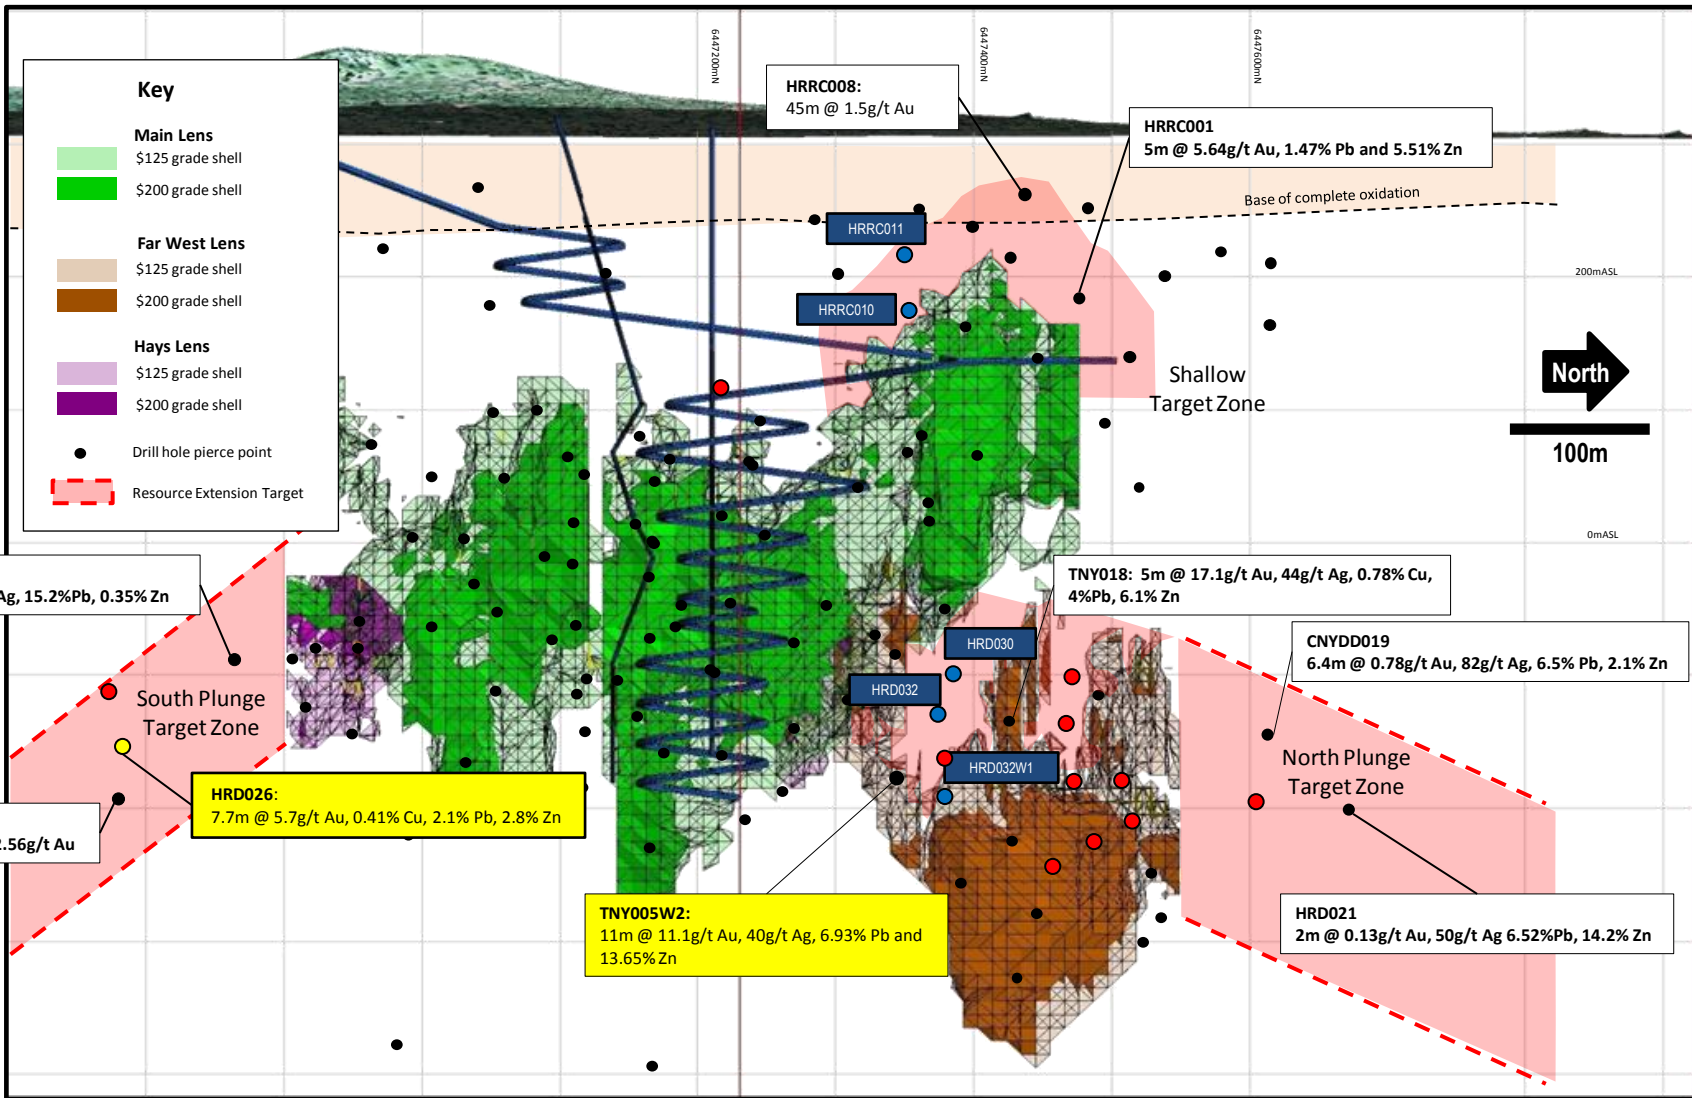 6447200mN
6447400mN
6447600mN
Key
Main Lens
$125 grade shell
$200 grade shell
Far West Lens
$125 grade shell
$200 grade shell
Hays Lens
$125 grade shell
$200 grade shell
Drill hole pierce point
Resource Extension Target
HRRC008:
45m @ 1.5g/t Au
HRRC001
5m @ 5.64g/t Au, 1.47% Pb and 5.51% Zn
Base of complete oxidation
HRRC011
200mASL
HRRC010
Shallow
Target Zone
North
100m
0mASL
Ag, 15.2%Pb, 0.35% Zn
TNY018: 5m @ 17.1g/t Au, 44g/t Ag, 0.78% Cu,
4%Pb, 6.1% Zn
HRD030
CNYDD019
6.4m @ 0.78g/t Au, 82g/t Ag, 6.5% Pb, 2.1% Zn
HRD032
South Plunge
Target Zone
HRD032W1
North Plunge
Target Zone
HRD026:
7.7m @ 5.7g/t Au, 0.41% Cu, 2.1% Pb, 2.8% Zn
2.56g/t Au
TNY005W2:
11m @ 11.1g/t Au, 40g/t Ag, 6.93% Pb and
13.65% Zn
HRD021
2m @ 0.13g/t Au, 50g/t Ag 6.52%Pb, 14.2% Zn